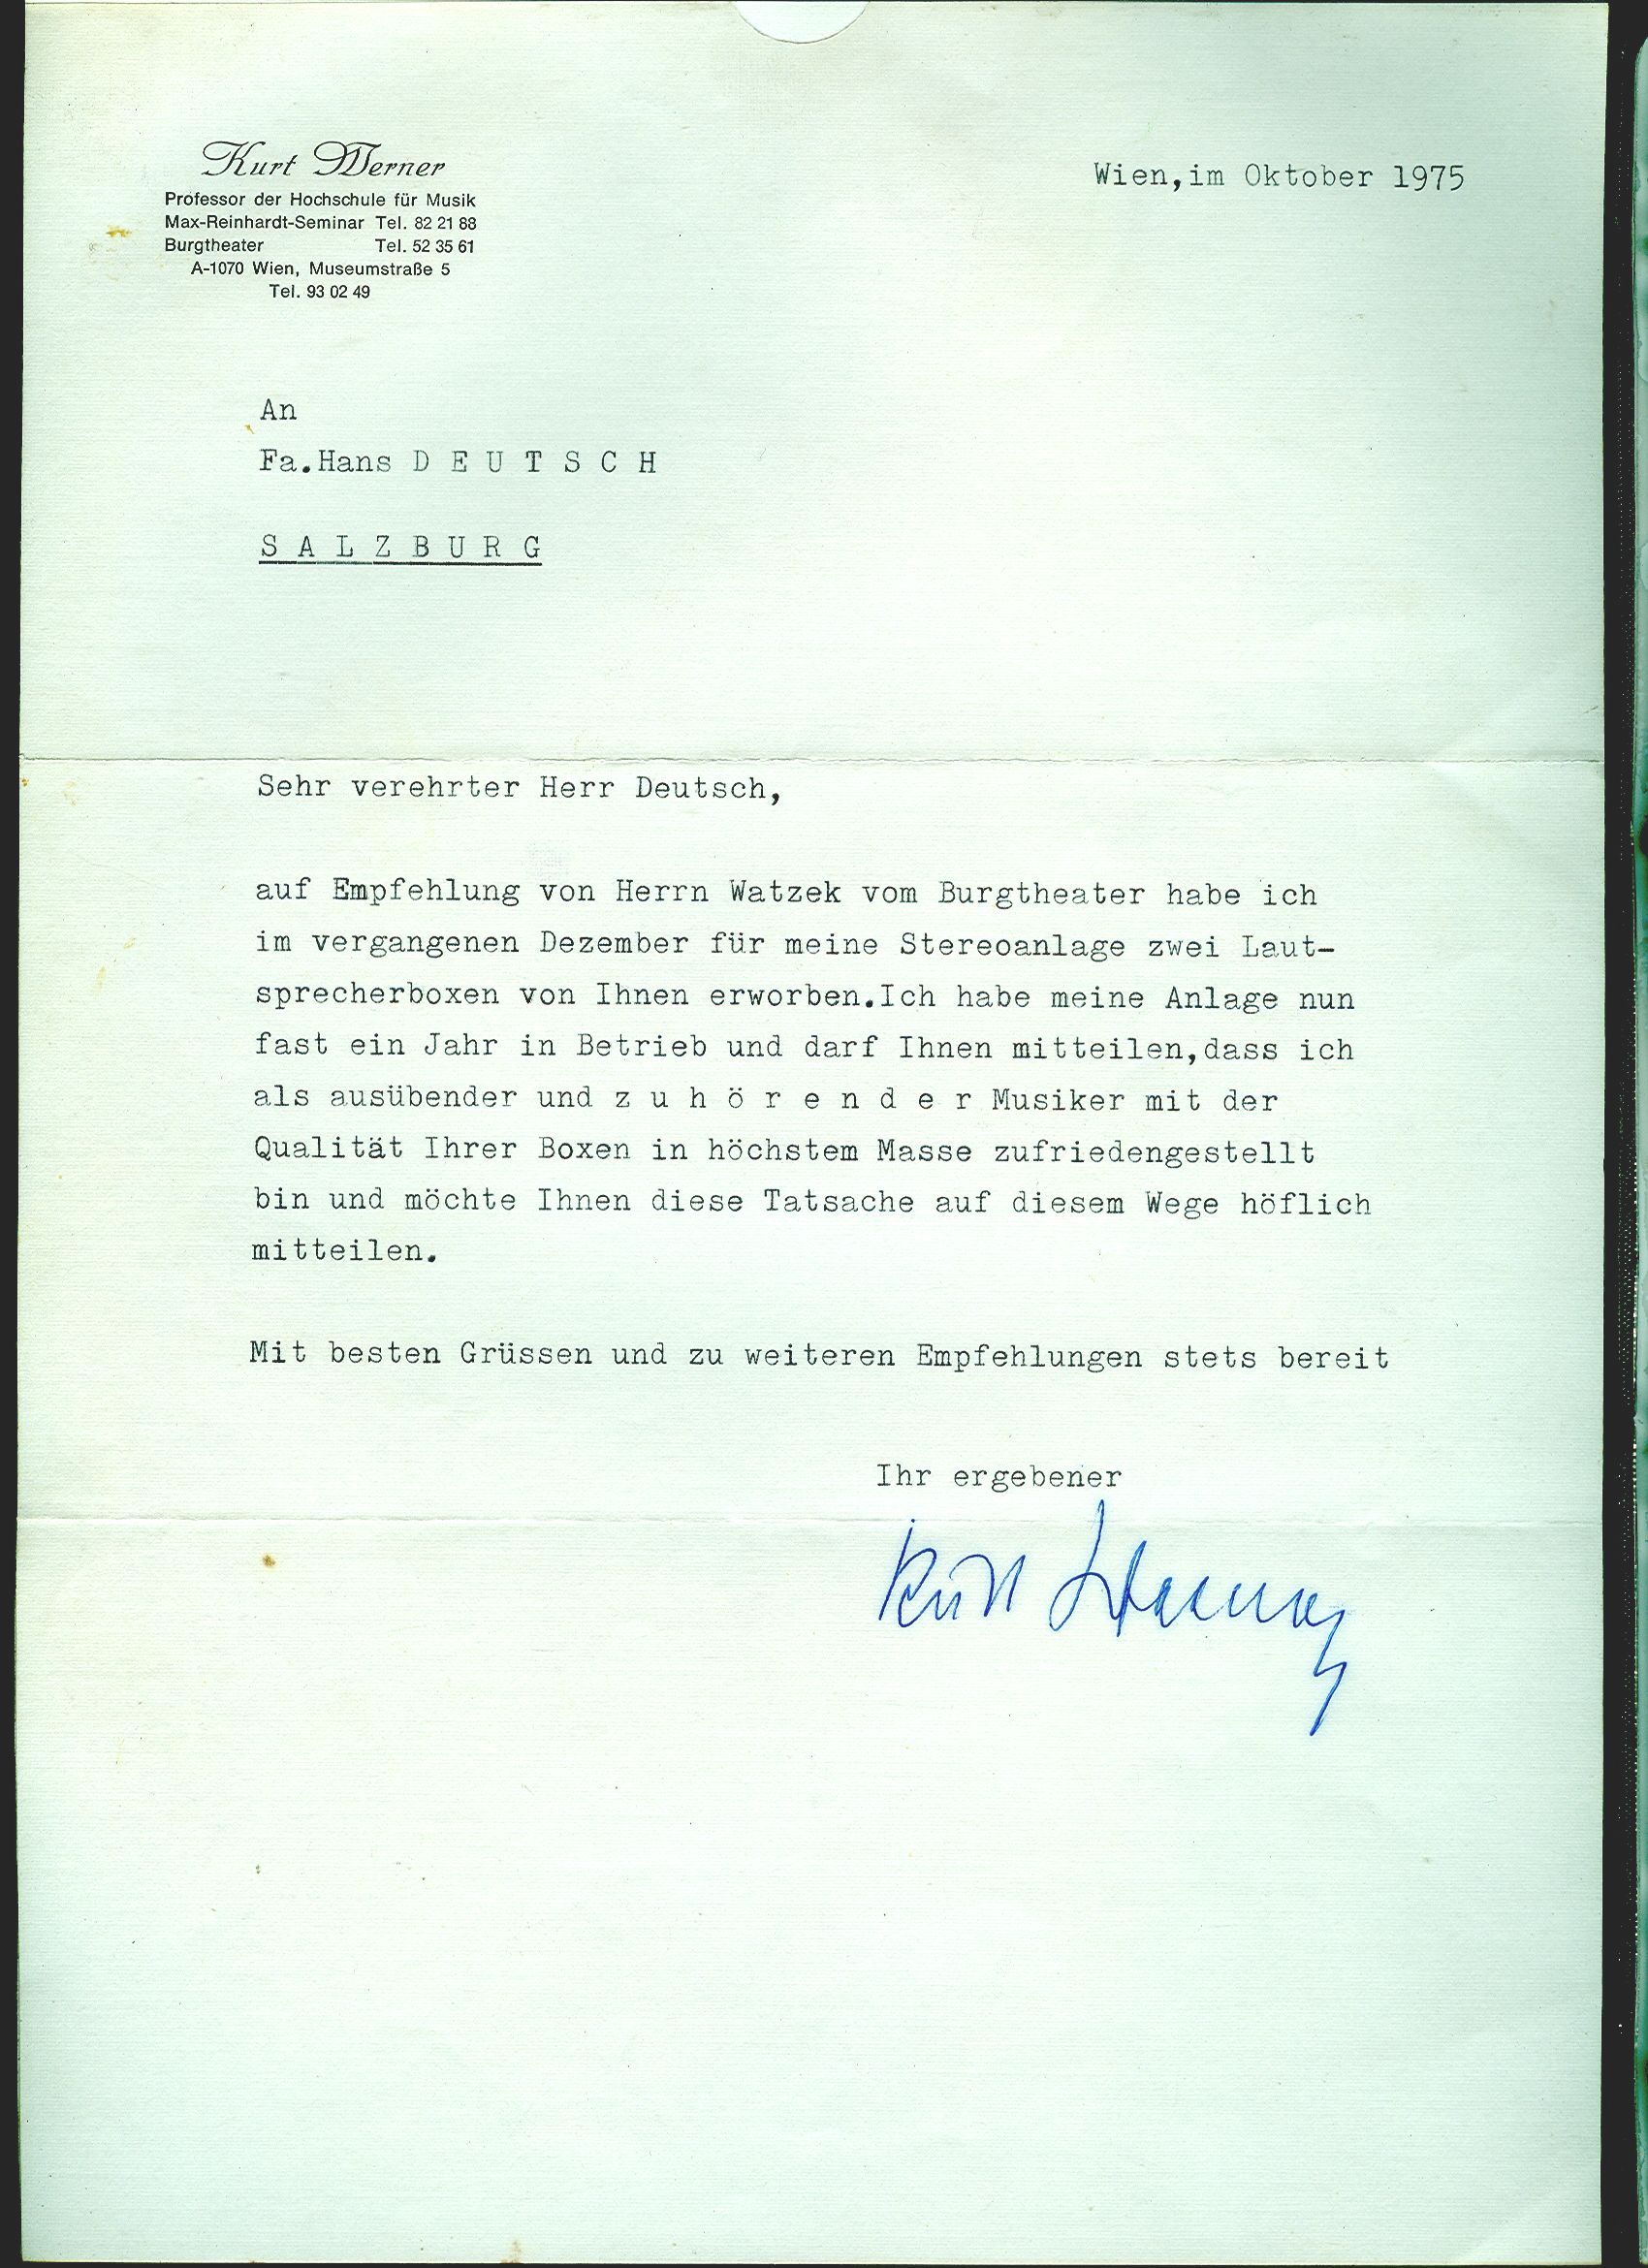 Kurt Werner
Professor der Hochschule für Musik
Max-Reinhardt-Seminar Tel. 82 21 88
Burgtheater Tel. 52 35 61
A-1070 Wien, Museumstraße 5
Tel. 93 02 49
Wien,im Oktober 1975
An
Fa.Hans D E U T S C H
S A L Z B U R G
Sehr verehrter Herr Deutsch,
auf Empfehlung von Herrn Watzek vom Burgtheater habe ich
im vergangenen Dezember für meine Stereoanlage zwei Laut-
sprecherboxen von Ihnen erworben.Ich habe meine Anlage nun
fast ein Jahr in Betrieb und darf Ihnen mitteilen,dass ich
als ausübender und z u h ö r e n d e r Musiker mit der
Qualität Ihrer Boxen in höchstem Masse zufriedengestellt
bin und möchte Ihnen diese Tatsache auf diesem Wege höflich
mitteilen.
Mit besten Grüssen und zu weiteren Empfehlungen stets bereit
Ihr ergebener
Kurt Werner